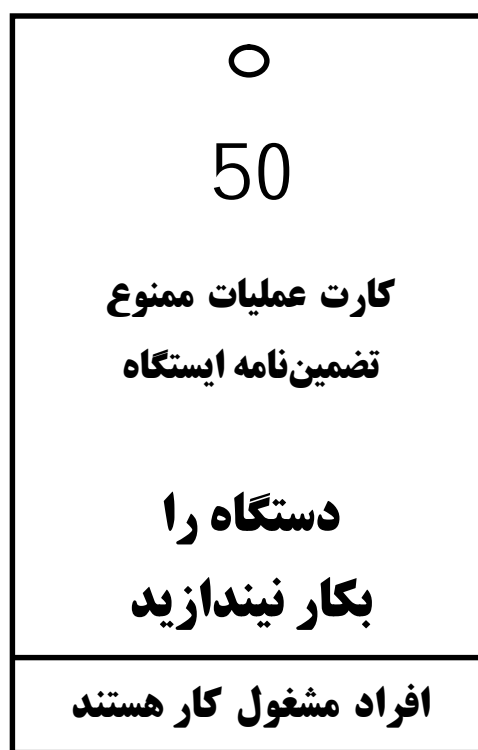 50
کارت عملیات ممنوع
تضمین‌نامه ایستگاه
دستگاه را
بکار نیندازید
افراد مشغول کار هستند